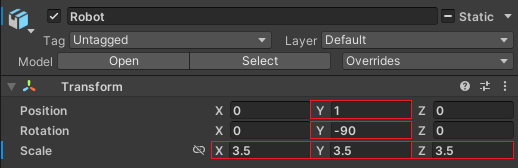 Robot Static
Tag Untagged Layer Default
Model Open Select Overrides
Transform
Position X 0 Y 1 Z 0
Rotation X 0 Y -90 Z 0
Scale X 3.5 Y 3.5 Z 3.5